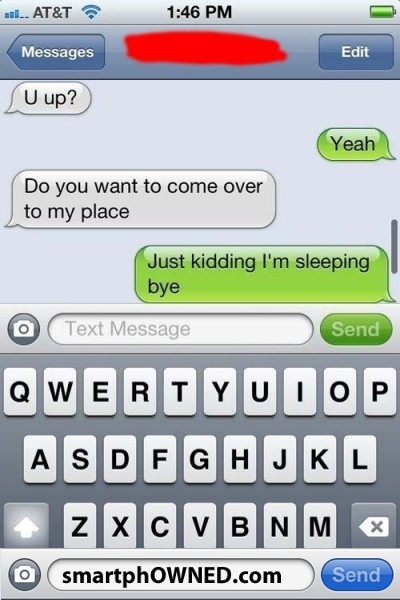 AT&T 1:46 PM
Messages Edit
U up?
Yeah
Do you want to come over
to my place
Just kidding I'm sleeping
bye
Text Message Send
Q W E R T Y U I O P
A S D F G H J K L
Z X C V B N M
smartphOWNED.com Send